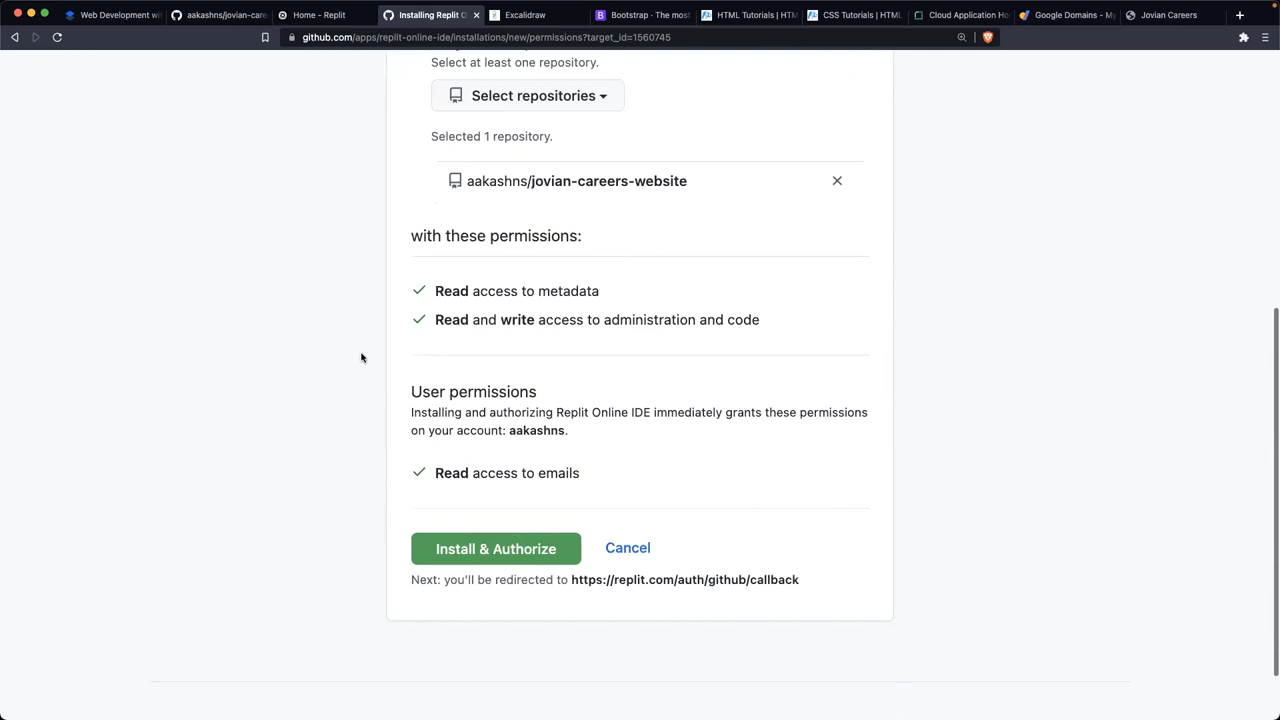 Web Development wit
aakashns/jovian-care
Home - Replit
Installing Replit O
Excalidraw
Bootstrap · The most
HTML Tutorials | HTM
CSS Tutorials | HTML
Cloud Application Ho
Google Domains - My
Jovian Careers
github.com/apps/replit-online-ide/installations/new/permissions?target_id=1560745
Select at least one repository.
Select repositories
Selected 1 repository.
aakashns/jovian-careers-website
with these permissions:
Read access to metadata
Read and write access to administration and code
User permissions
Installing and authorizing Replit Online IDE immediately grants these permissions
on your account: aakashns.
Read access to emails
Install & Authorize
Cancel
Next: you'll be redirected to https://replit.com/auth/github/callback